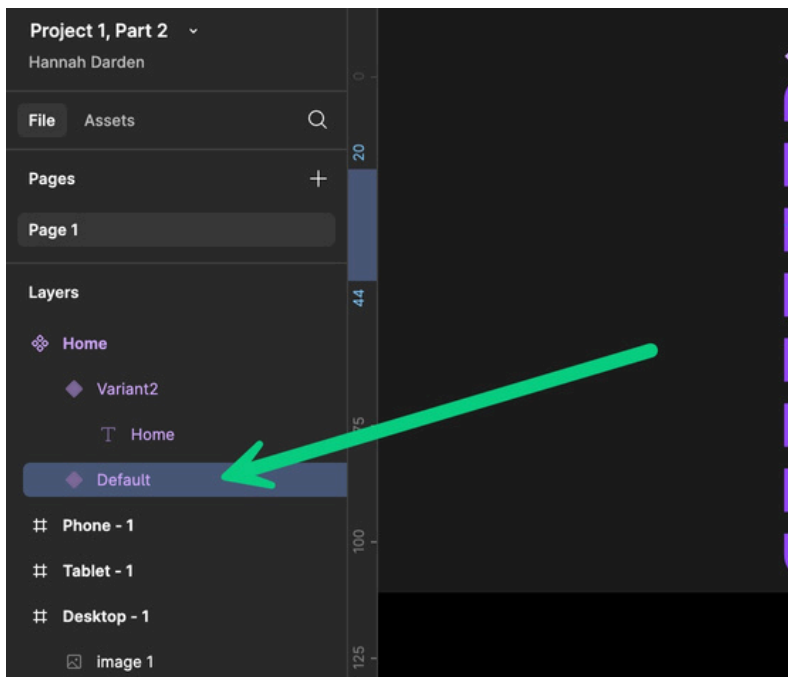 Project 1, Part 2
Hannah Darden
File Assets
Pages
Page 1
Layers
Home
Variant2
Home
Default
Phone - 1
Tablet - 1
Desktop - 1
image 1
0
20
44
75
100
125